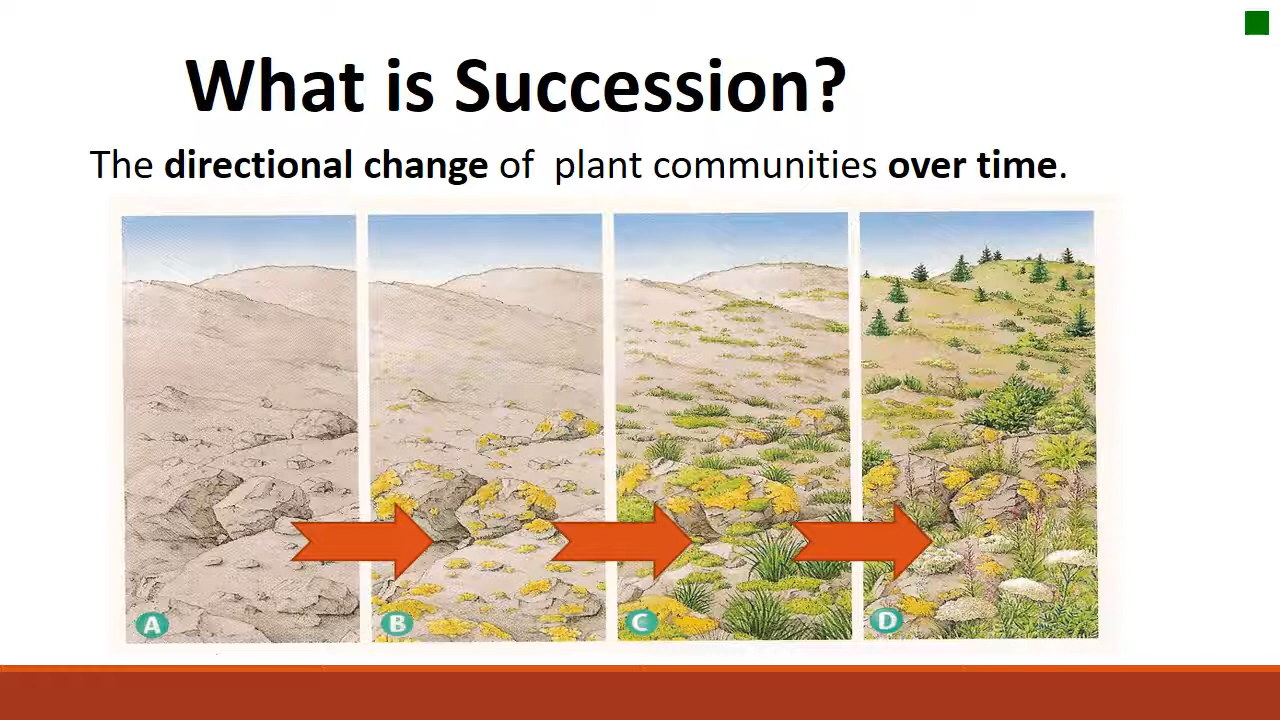 What is Succession?
The directional change of  plant communities over time.
A
B
C
D